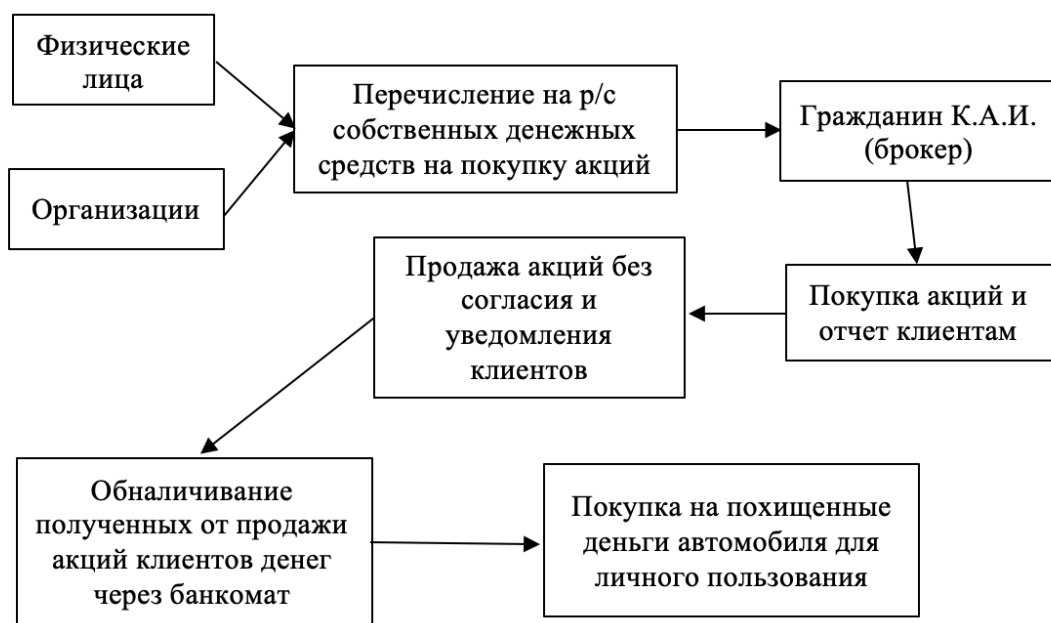 Физические
лица
Организации
Перечисление на р/с
собственных денежных
средств на покупку акций
Гражданин К.А.И.
(брокер)
Покупка акций и
отчет клиентам
Продажа акций без
согласия и
уведомления
клиентов
Обналичивание
полученных от продажи
акций клиентов денег
через банкомат
Покупка на похищенные
деньги автомобиля для
личного пользования